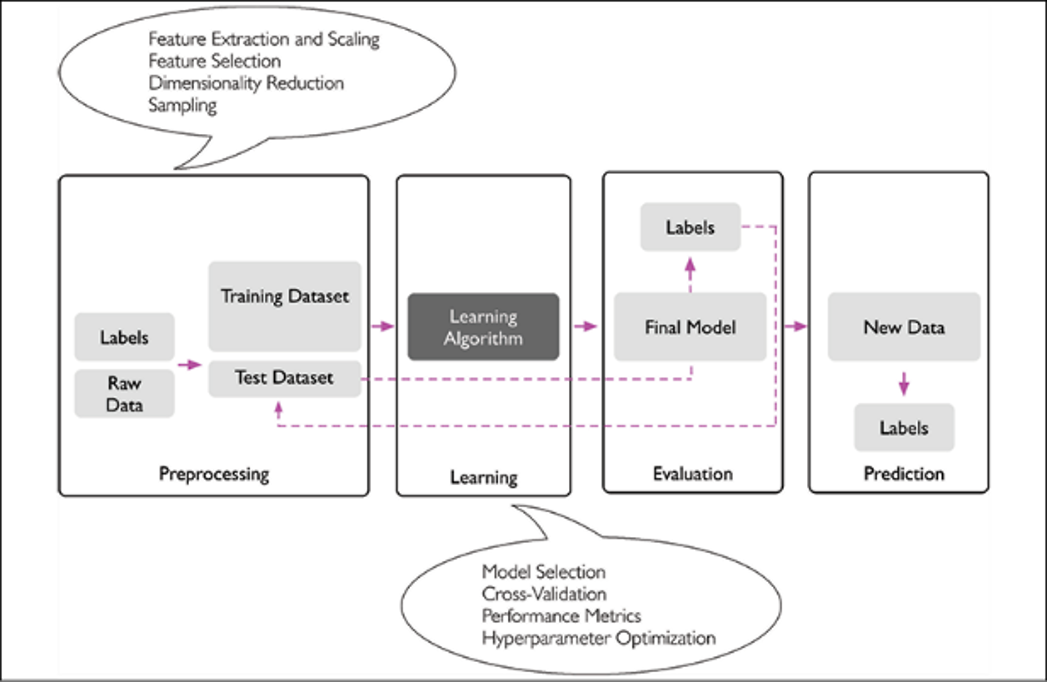 Feature Extraction and Scaling
Feature Selection
Dimensionality Reduction
Sampling
Labels
Raw
Data
Training Dataset
Test Dataset
Preprocessing
Learning
Algorithm
Learning
Labels
Final Model
Evaluation
New Data
Labels
Prediction
Model Selection
Cross-Validation
Performance Metrics
Hyperparameter Optimization